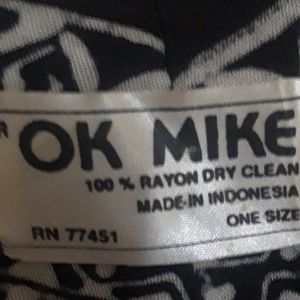 R
OK MIKE
100 % RAYON DRY CLEAN
MADE IN INDONESIA
ONE SIZE
RN 77451